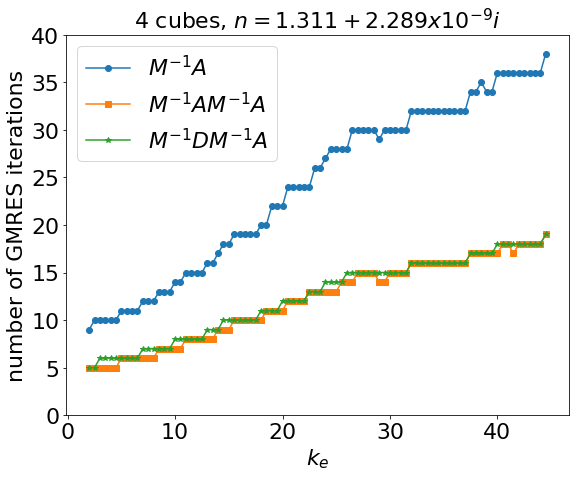 4 cubes, n = 1.311 + 2.289x10⁻⁹i
number of GMRES iterations
40
35
30
25
20
15
10
5
0
M⁻¹A
M⁻¹AM⁻¹A
M⁻¹DM⁻¹A
0 10 20 30 40
kₑ